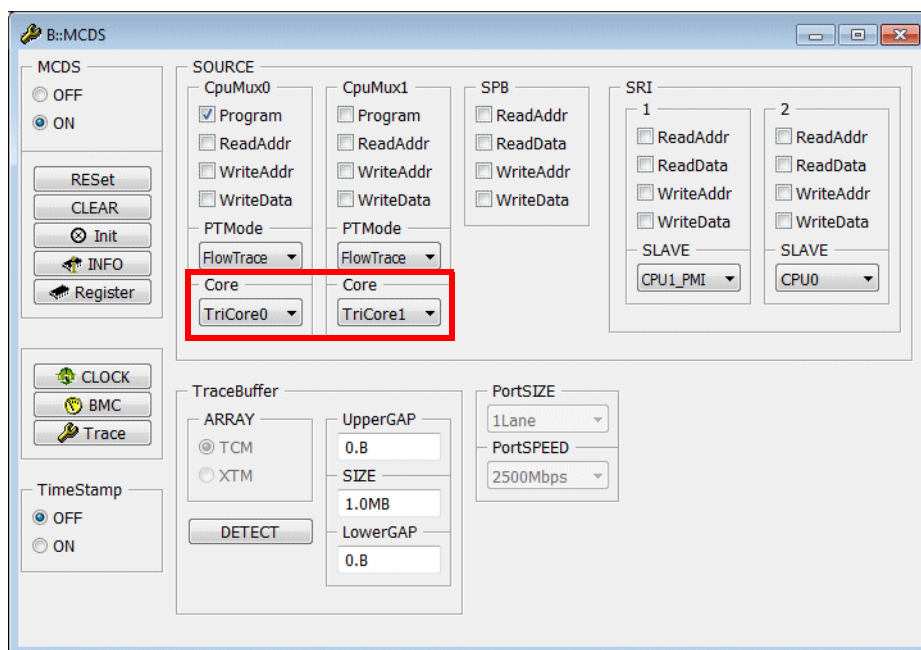 B::MCDS
MCDS
OFF
ON
RESet
CLEAR
Init
INFO
Register
CLOCK
BMC
Trace
TimeStamp
OFF
ON
SOURCE
CpuMux0
Program
ReadAddr
WriteAddr
WriteData
PTMode
FlowTrace
Core
TriCore0
CpuMux1
Program
ReadAddr
WriteAddr
WriteData
PTMode
FlowTrace
Core
TriCore1
SPB
ReadAddr
ReadData
WriteAddr
WriteData
SRI
1
ReadAddr
ReadData
WriteAddr
WriteData
SLAVE
CPU1_PMI
2
ReadAddr
ReadData
WriteAddr
WriteData
SLAVE
CPU0
TraceBuffer
ARRAY
TCM
XTM
DETECT
UpperGAP
0.B
SIZE
1.0MB
LowerGAP
0.B
PortSIZE
1Lane
PortSPEED
2500Mbps